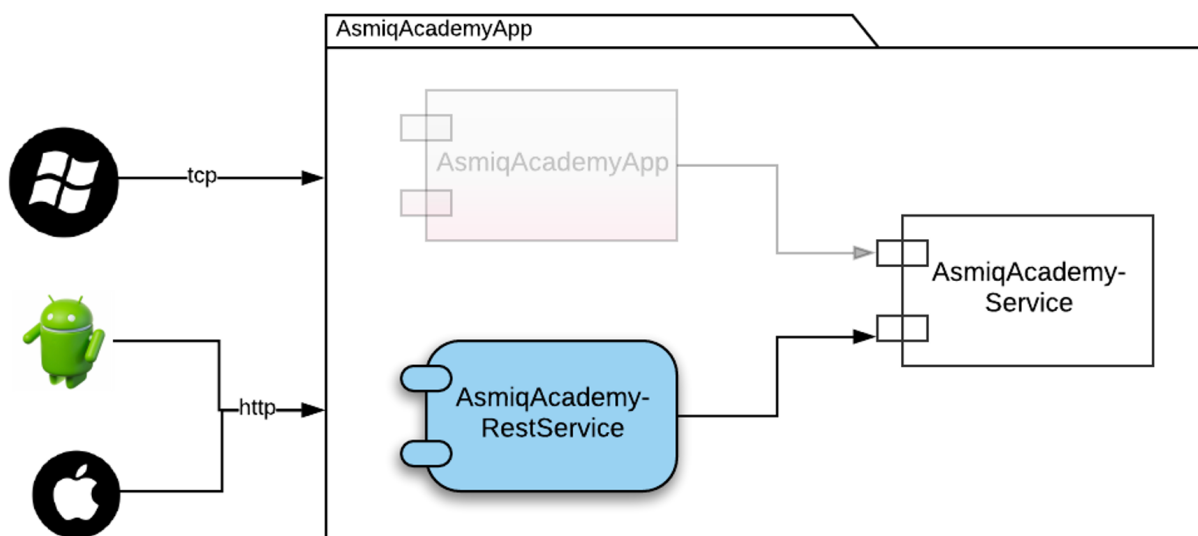 AsmiqAcademyApp
tcp
AsmiqAcademyApp
AsmiqAcademy-
Service
http
AsmiqAcademy-
RestService